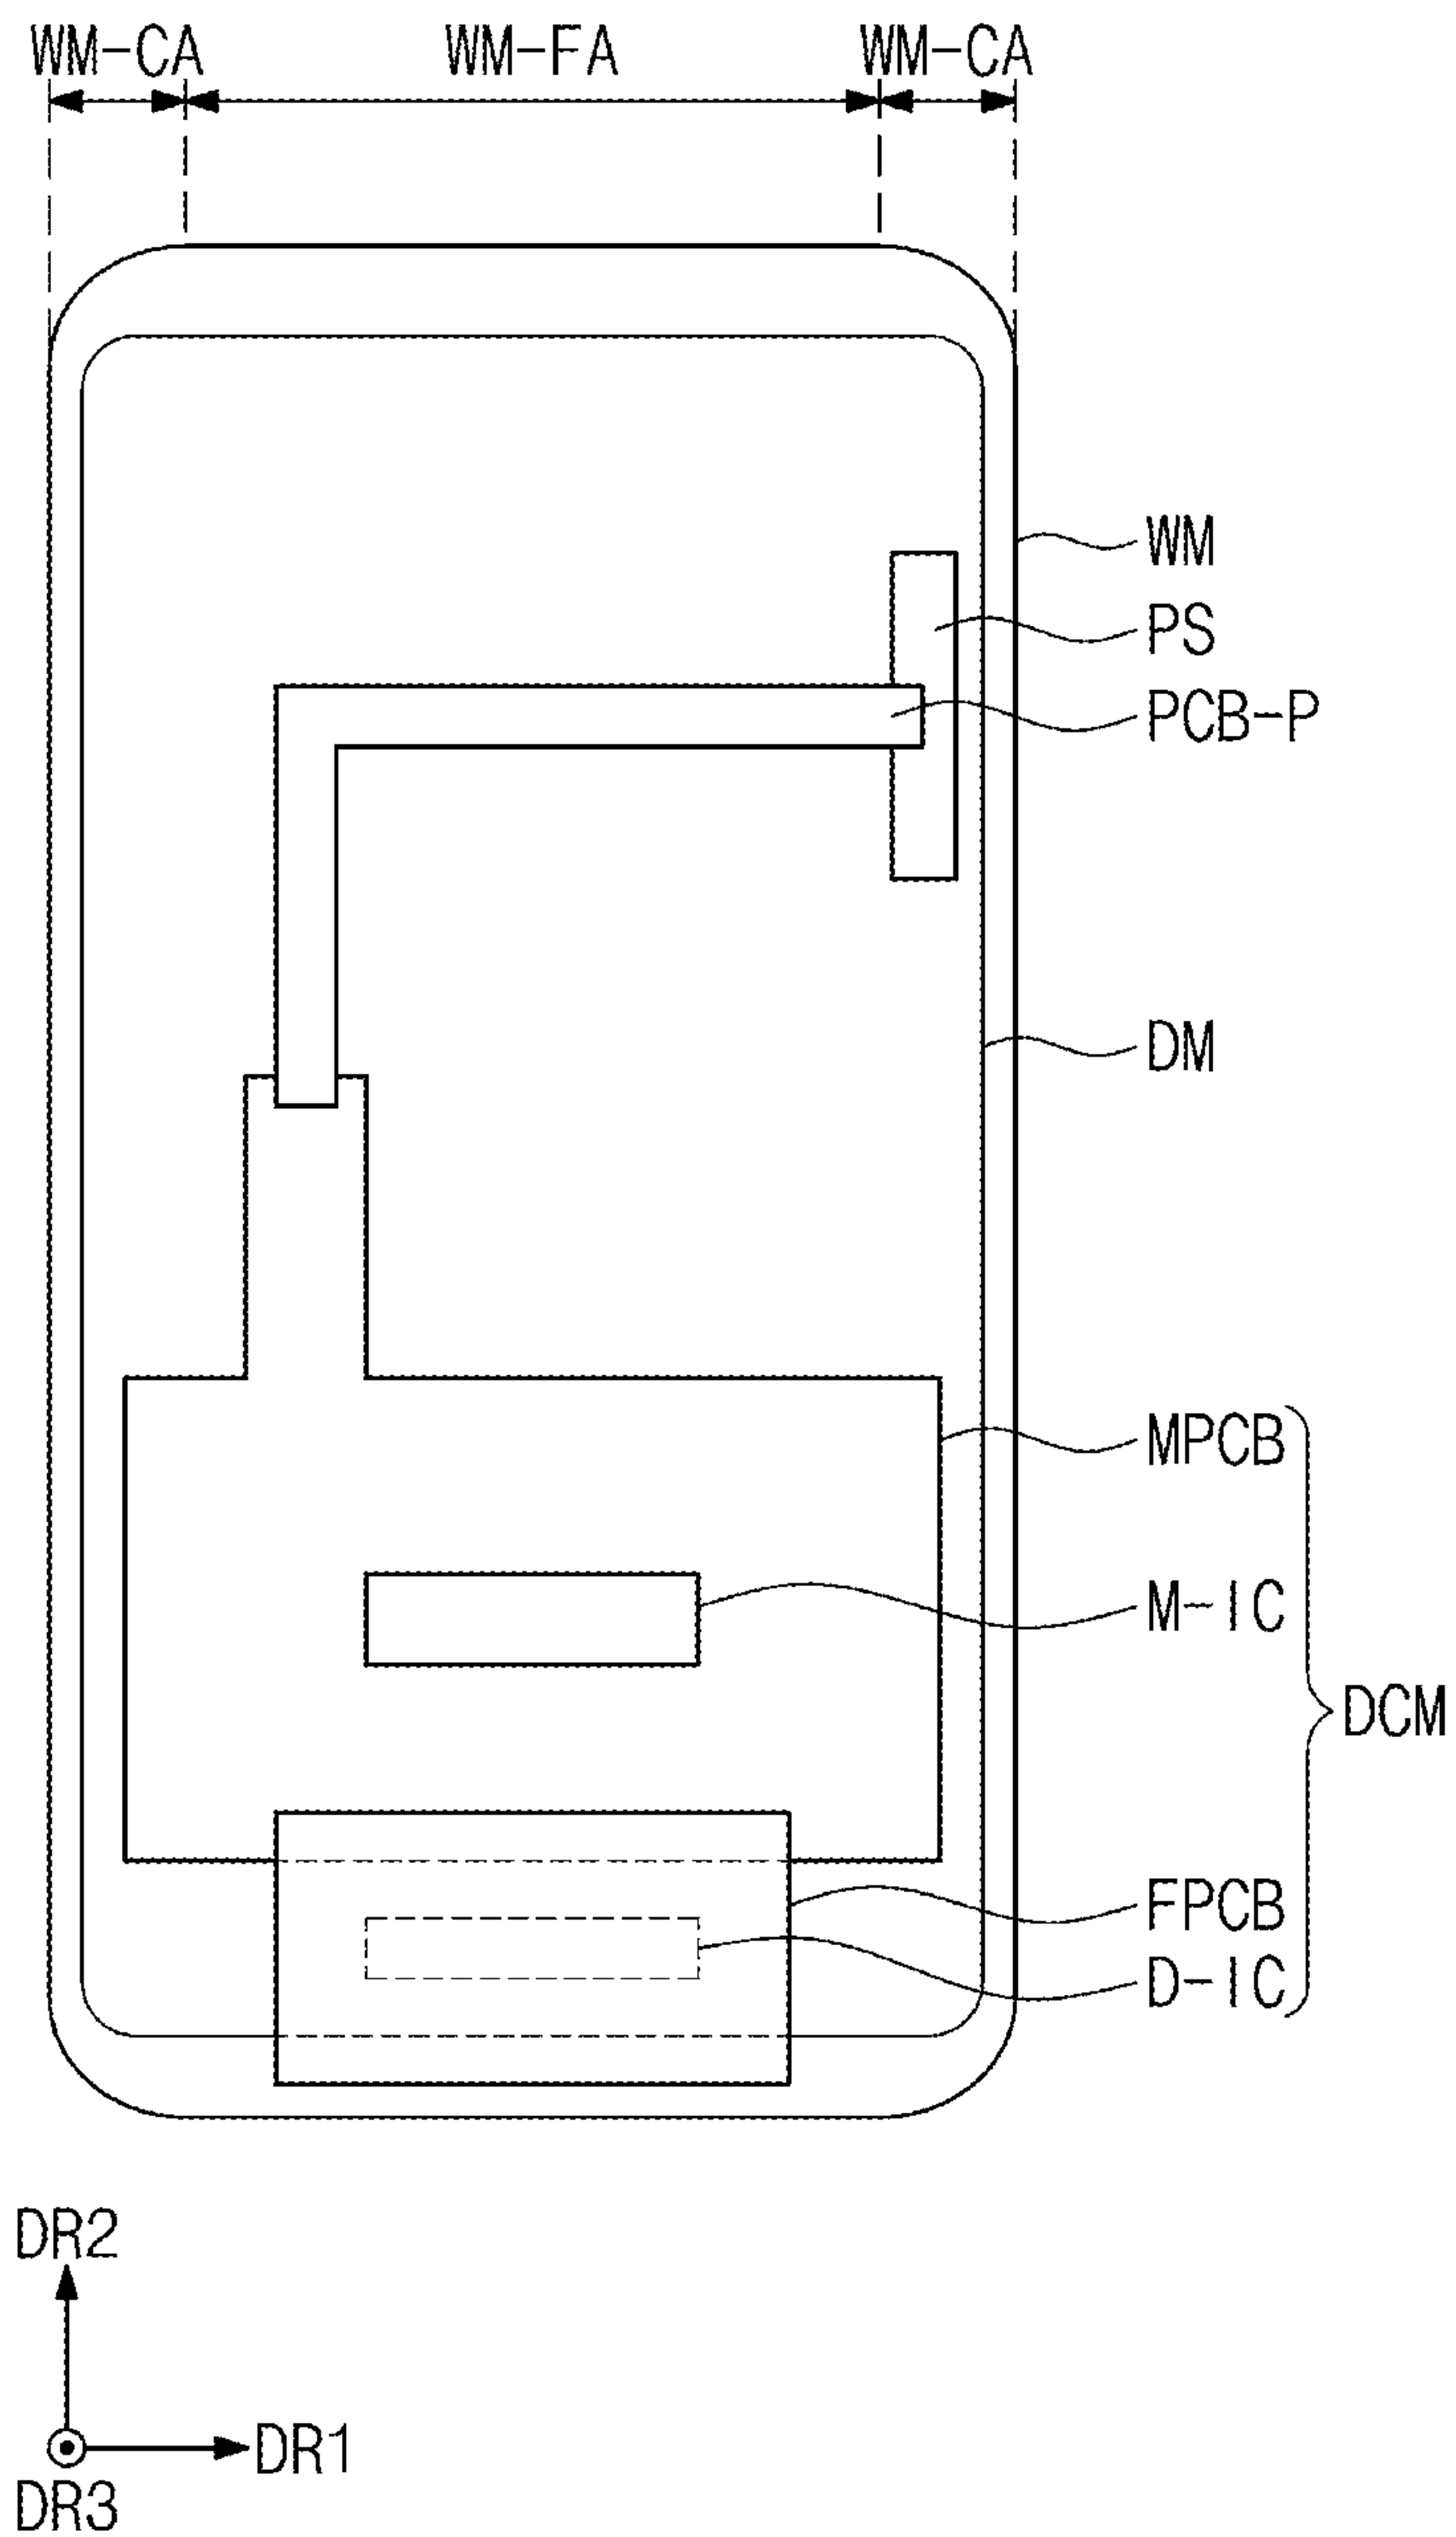 WM-CA WM-FA WM-CA
WM
PS
PCB-P
DM
MPCB
M-IC
DCM
FPCB
D-IC
DR2
DR1
DR3